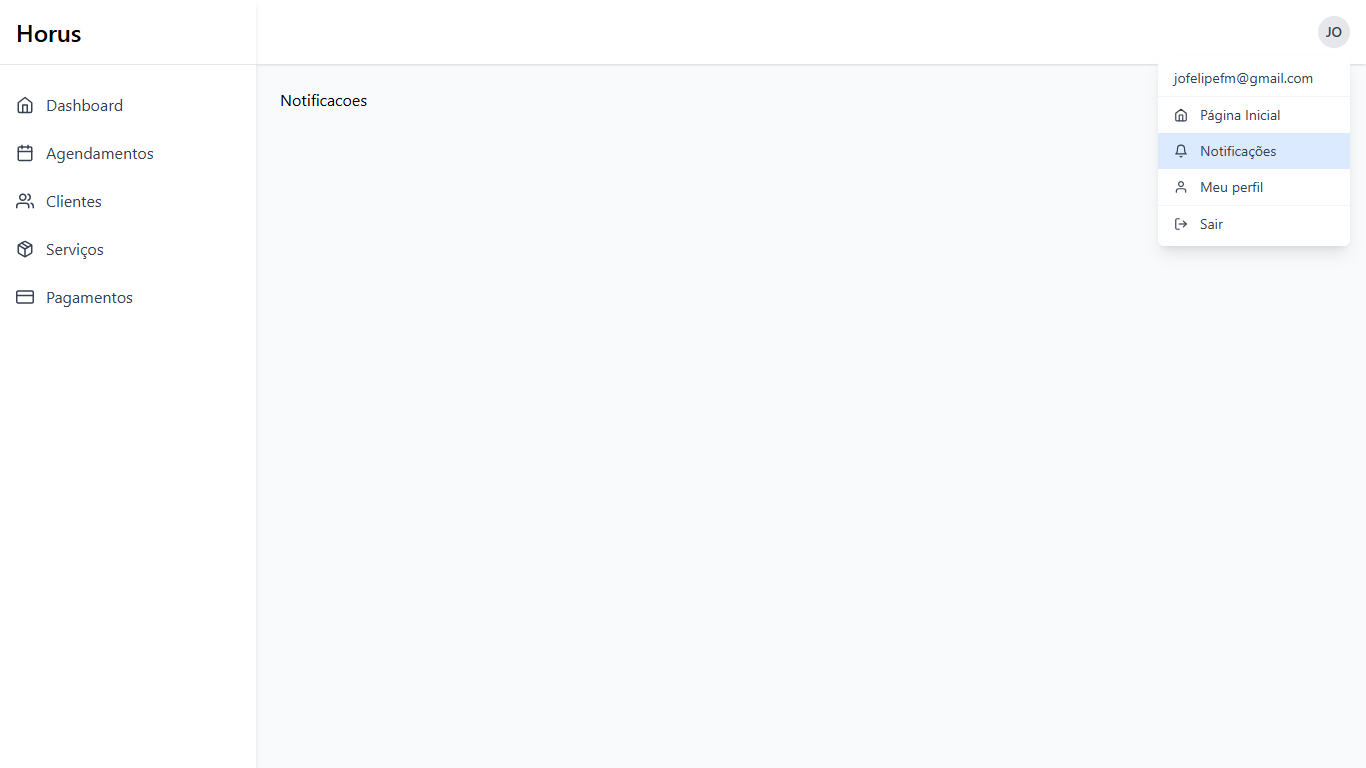 Horus
JO
Dashboard
Agendamentos
Clientes
Serviços
Pagamentos
Notificacoes
jofelipefm@gmail.com
Página Inicial
Notificações
Meu perfil
Sair